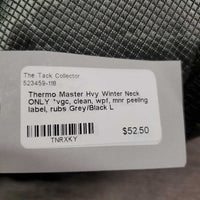 The Tack Collector
523459-118
Thermo Master Hvy Winter Neck
ONLY *vgc, clean, wpf, mnr peeling
label, rubs Grey/Black L
$52.50
TNRXKY